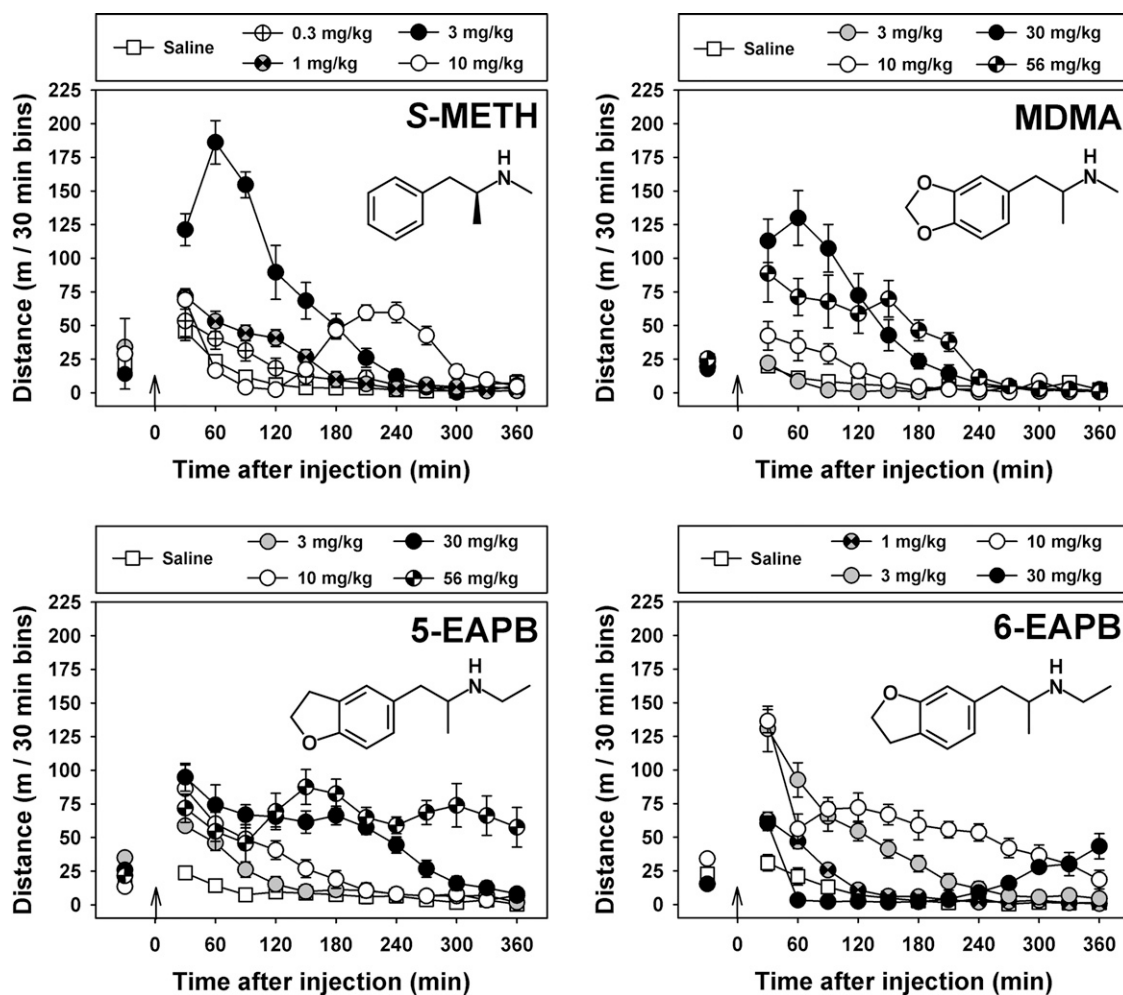 Saline
0.3 mg/kg
3 mg/kg
1 mg/kg
10 mg/kg
S-METH
225
200
175
150
125
100
75
50
25
0
Distance (m / 30 min bins)
H
N
0 60 120 180 240 300 360
Time after injection (min)
Saline
3 mg/kg
30 mg/kg
10 mg/kg
56 mg/kg
MDMA
225
200
175
150
125
100
75
50
25
0
Distance (m / 30 min bins)
O
O
H
N
0 60 120 180 240 300 360
Time after injection (min)
Saline
3 mg/kg
30 mg/kg
10 mg/kg
56 mg/kg
5-EAPB
225
200
175
150
125
100
75
50
25
0
Distance (m / 30 min bins)
H
N
O
0 60 120 180 240 300 360
Time after injection (min)
Saline
1 mg/kg
10 mg/kg
3 mg/kg
30 mg/kg
6-EAPB
225
200
175
150
125
100
75
50
25
0
Distance (m / 30 min bins)
O
H
N
0 60 120 180 240 300 360
Time after injection (min)